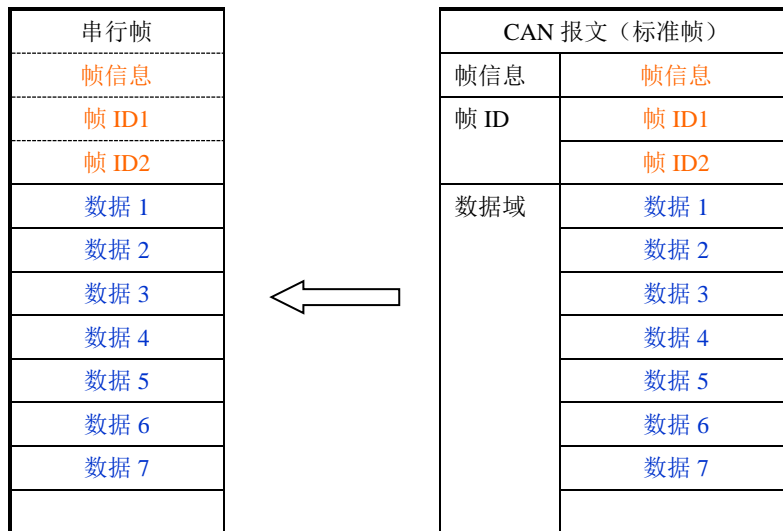 串行帧
CAN 报文（标准帧）
帧信息
帧信息
帧信息
帧 ID1
帧 ID
帧 ID1
帧 ID2
帧 ID2
数据 1
数据域
数据 1
数据 2
数据 2
数据 3
数据 3
数据 4
数据 4
数据 5
数据 5
数据 6
数据 6
数据 7
数据 7